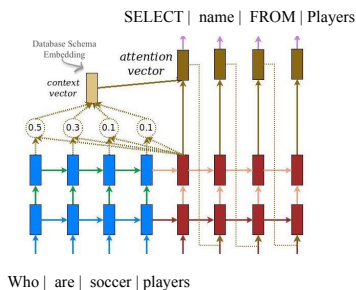 SELECT | name | FROM | Players
Database Schema
Embedding
attention
vector
context
vector
0.5 0.3 0.1 0.1
Who | are | soccer | players